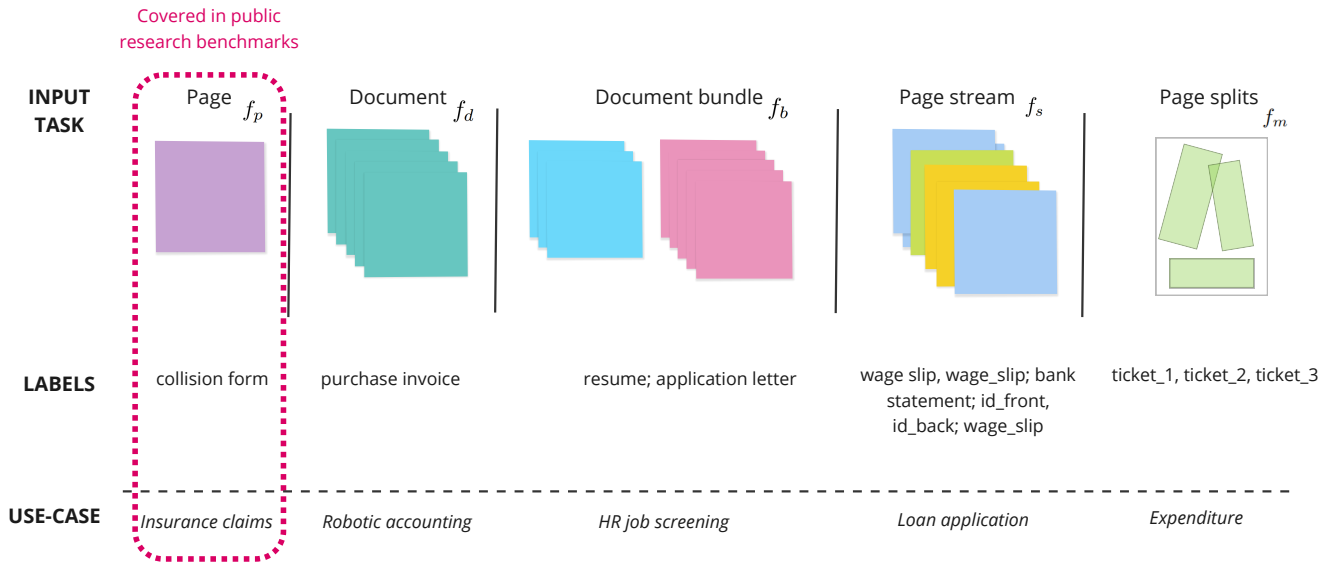 Covered in public
research benchmarks
INPUT
TASK
Page f_p
Document f_d
Document bundle f_b
Page stream f_s
Page splits f_m
LABELS
collision form
purchase invoice
resume; application letter
wage slip, wage_slip; bank
statement; id_front,
id_back; wage_slip
ticket_1, ticket_2, ticket_3
USE-CASE
Insurance claims
Robotic accounting
HR job screening
Loan application
Expenditure